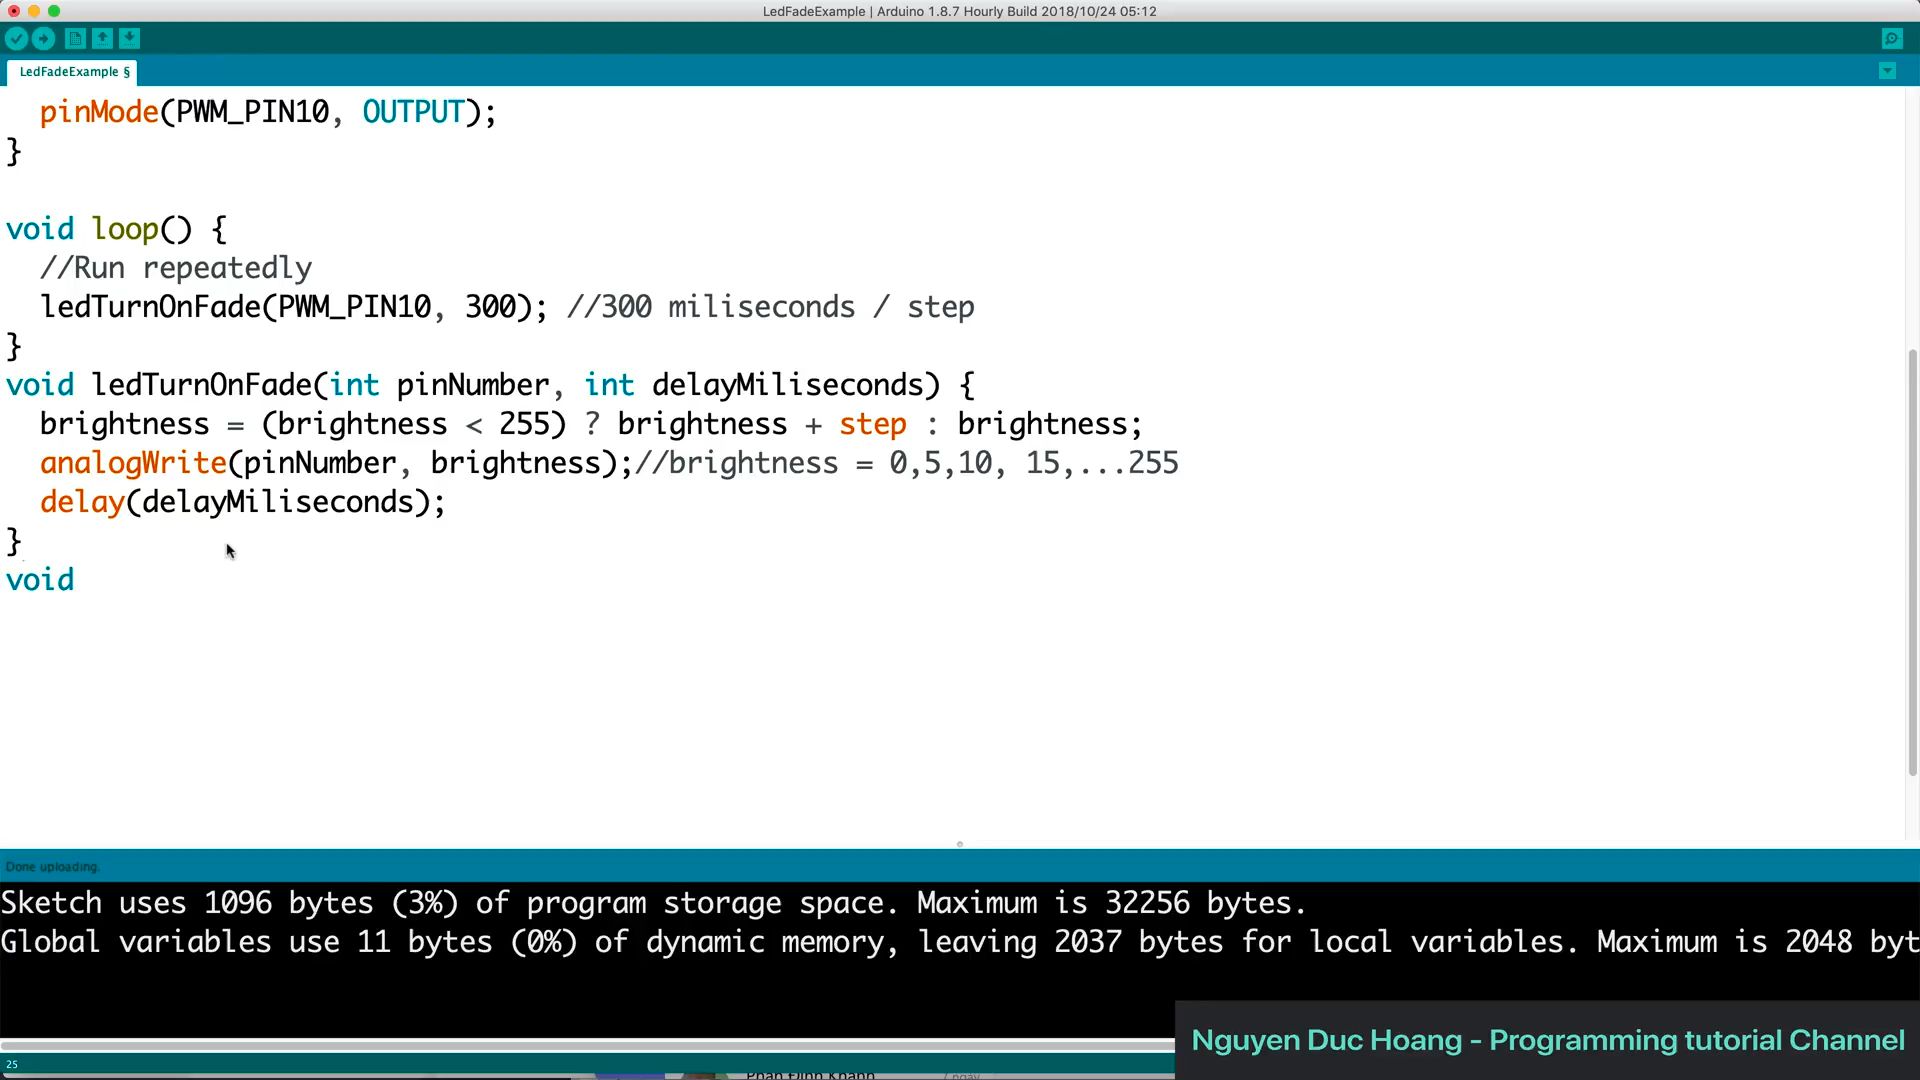 LedFadeExample | Arduino 1.8.7 Hourly Build 2018/10/24 05:12
LedFadeExample §
pinMode(PWM_PIN10, OUTPUT);
}
void loop() {
//Run repeatedly
ledTurnOnFade(PWM_PIN10, 300); //300 miliseconds / step
}
void ledTurnOnFade(int pinNumber, int delayMiliseconds) {
brightness = (brightness < 255) ? brightness + step : brightness;
analogWrite(pinNumber, brightness);//brightness = 0,5,10, 15,...255
delay(delayMiliseconds);
}
void
Done uploading.
Sketch uses 1096 bytes (3%) of program storage space. Maximum is 32256 bytes.
Global variables use 11 bytes (0%) of dynamic memory, leaving 2037 bytes for local variables. Maximum is 2048 byt
Nguyen Duc Hoang - Programming tutorial Channel
25